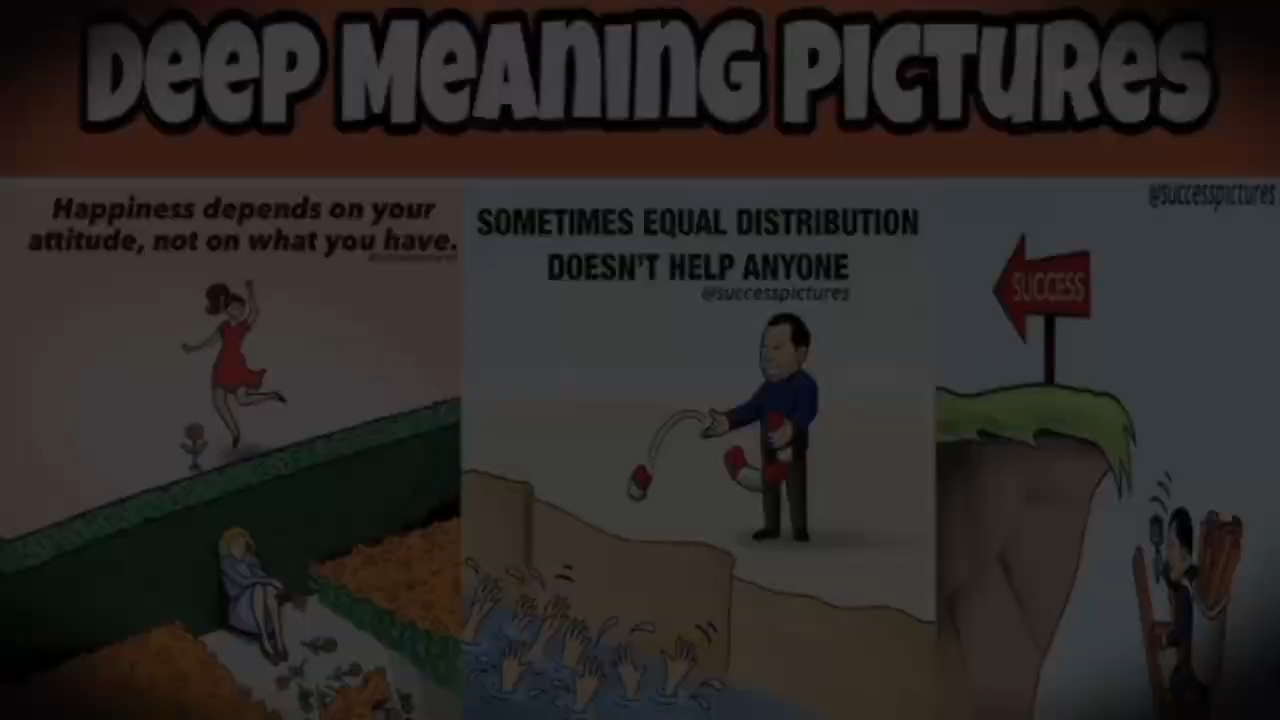 DEEP MEANING PICTURES
Happiness depends on your
attitude, not on what you have.
SOMETIMES EQUAL DISTRIBUTION
DOESN'T HELP ANYONE
@successpictures
@successpictures
SUCCESS